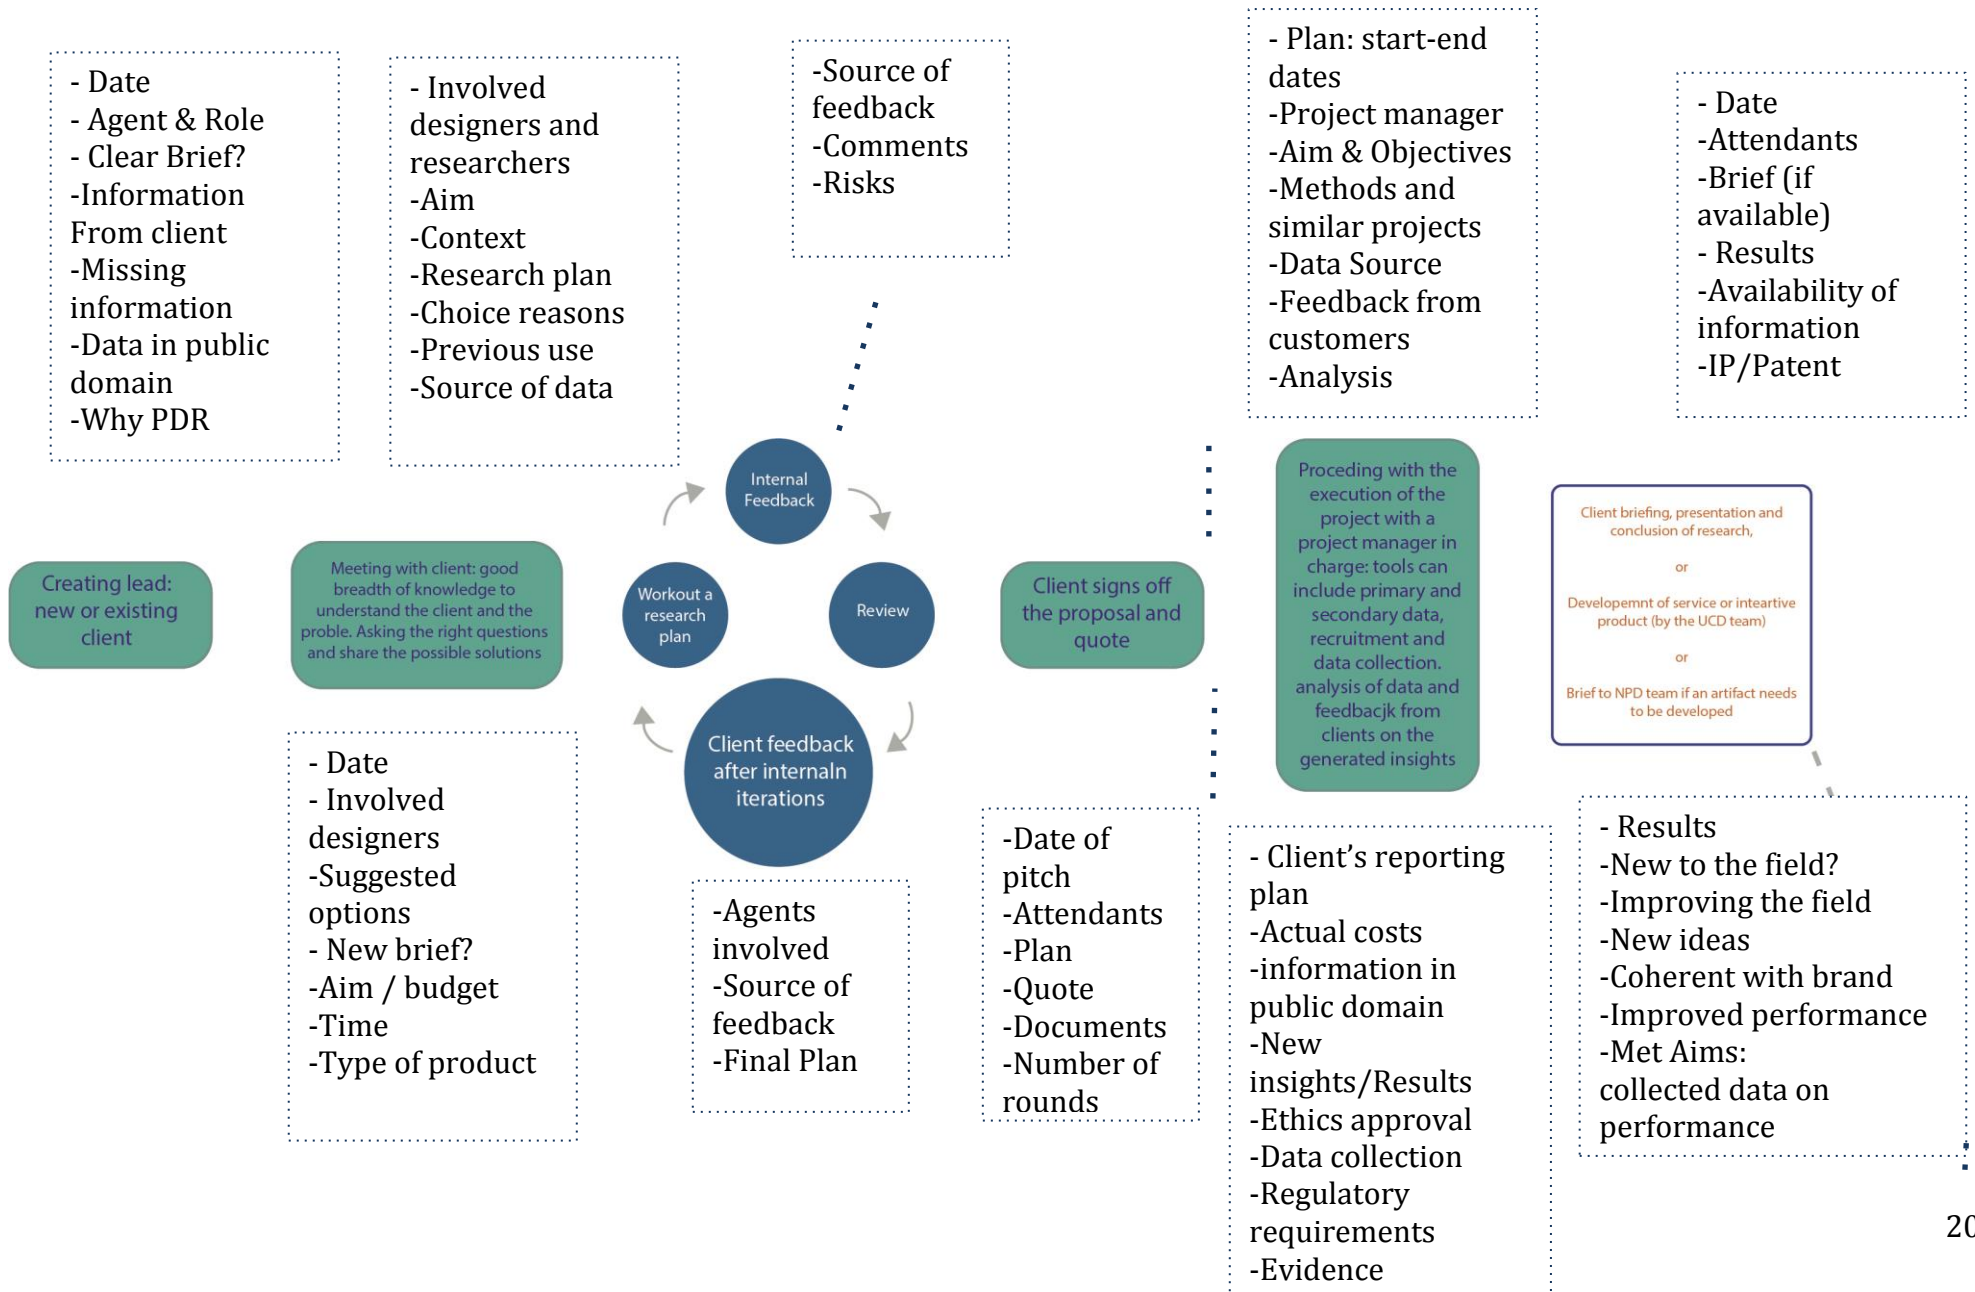 - Date
- Agent & Role
- Clear Brief?
-Information
From client
-Missing
information
-Data in public
domain
-Why PDR
- Involved
designers and
researchers
-Aim
-Context
-Research plan
-Choice reasons
-Previous use
-Source of data
-Source of
feedback
-Comments
-Risks
- Plan: start-end
dates
-Project manager
-Aim & Objectives
-Methods and
similar projects
-Data Source
-Feedback from
customers
-Analysis
- Date
-Attendants
-Brief (if
available)
- Results
-Availability of
information
-IP/Patent
Creating lead:
new or existing
client
Meeting with client: good
breadth of knowledge to
understand the client and the
proble. Asking the right questions
and share the possible solutions
Workout a
research
plan
Internal
Feedback
Review
Client feedback
after internaln
iterations
Client signs off
the proposal and
quote
Proceding with the
execution of the
project with a
project manager in
charge: tools can
include primary and
secondary data,
recruitment and
data collection.
analysis of data and
feedbacjk from
clients on the
generated insights
Client briefing, presentation and
conclusion of research,
or
Developemnt of service or inteartive
product (by the UCD team)
or
Brief to NPD team if an artifact needs
to be developed
- Date
- Involved
designers
-Suggested
options
- New brief?
-Aim / budget
-Time
-Type of product
-Agents
involved
-Source of
feedback
-Final Plan
-Date of
pitch
-Attendants
-Plan
-Quote
-Documents
-Number of
rounds
- Client’s reporting
plan
-Actual costs
-information in
public domain
-New
insights/Results
-Ethics approval
-Data collection
-Regulatory
requirements
-Evidence
- Results
-New to the field?
-Improving the field
-New ideas
-Coherent with brand
-Improved performance
-Met Aims:
collected data on
performance
20